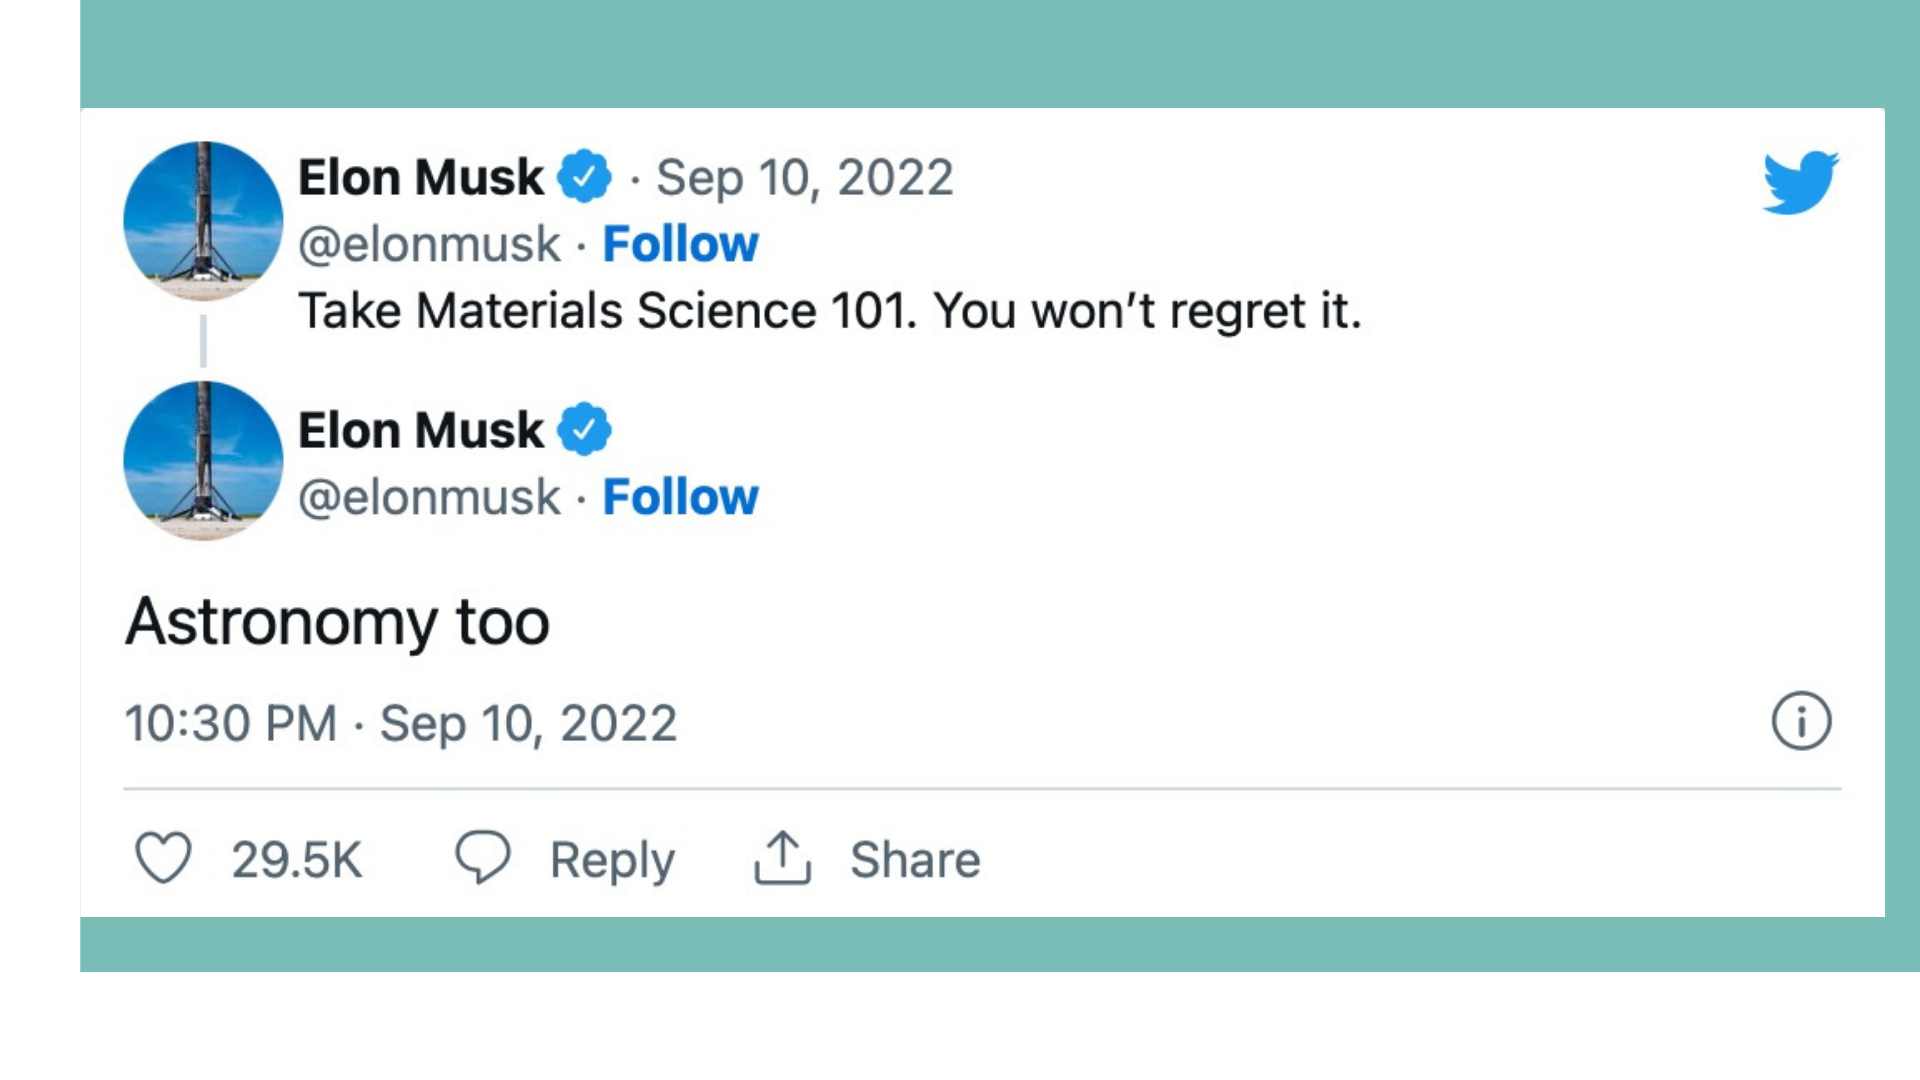 Elon Musk · Sep 10, 2022
@elonmusk · Follow
Take Materials Science 101. You won’t regret it.
Elon Musk
@elonmusk · Follow
Astronomy too
10:30 PM · Sep 10, 2022
29.5K Reply Share